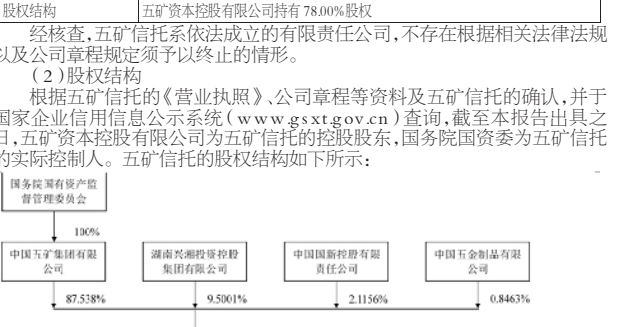 股权结构 五矿资本控股有限公司持有 78.00%股权
经核查，五矿信托系依法成立的有限责任公司，不存在根据相关法律法规
以及公司章程规定须予以终止的情形。
（2）股权结构
根据五矿信托的《营业执照》、公司章程等资料及五矿信托的确认，并于
国家企业信用信息公示系统（www.gsxt.gov.cn）查询，截至本报告出具之
日，五矿资本控股有限公司为五矿信托的控股股东，国务院国资委为五矿信托
的实际控制人。五矿信托的股权结构如下所示：
国务院国有资产监
督管理委员会
100%
中国五矿集团有限
公司
湖南兴湘投资控股
集团有限公司
中国国新控股有限
责任公司
中国五金制品有限
公司
87.538% 9.5001% 2.1156% 0.8463%